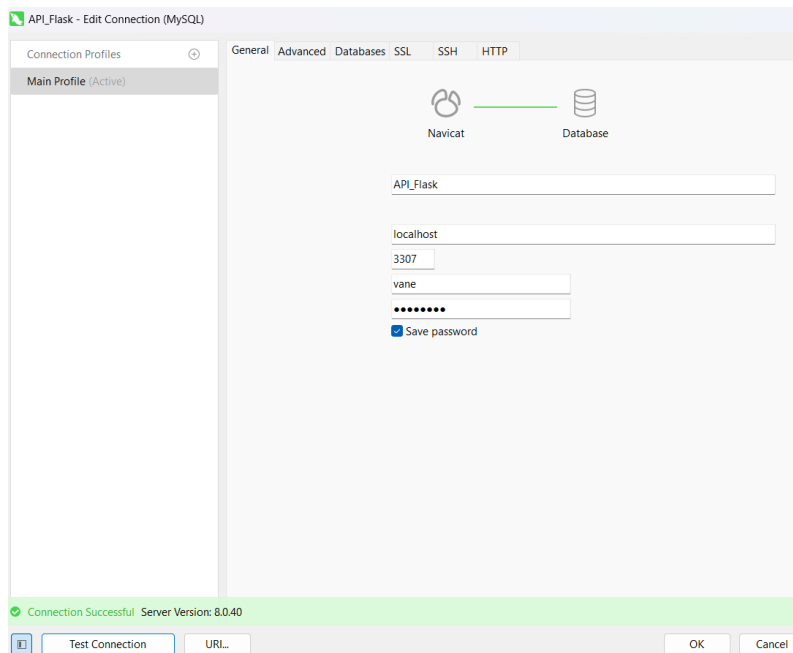 API_Flask - Edit Connection (MySQL)
Connection Profiles
Main Profile (Active)
General Advanced Databases SSL SSH HTTP
Navicat Database
API_Flask
localhost
3307
vane
●●●●●●●●
Save password
Connection Successful Server Version: 8.0.40
Test Connection URI... OK Cancel